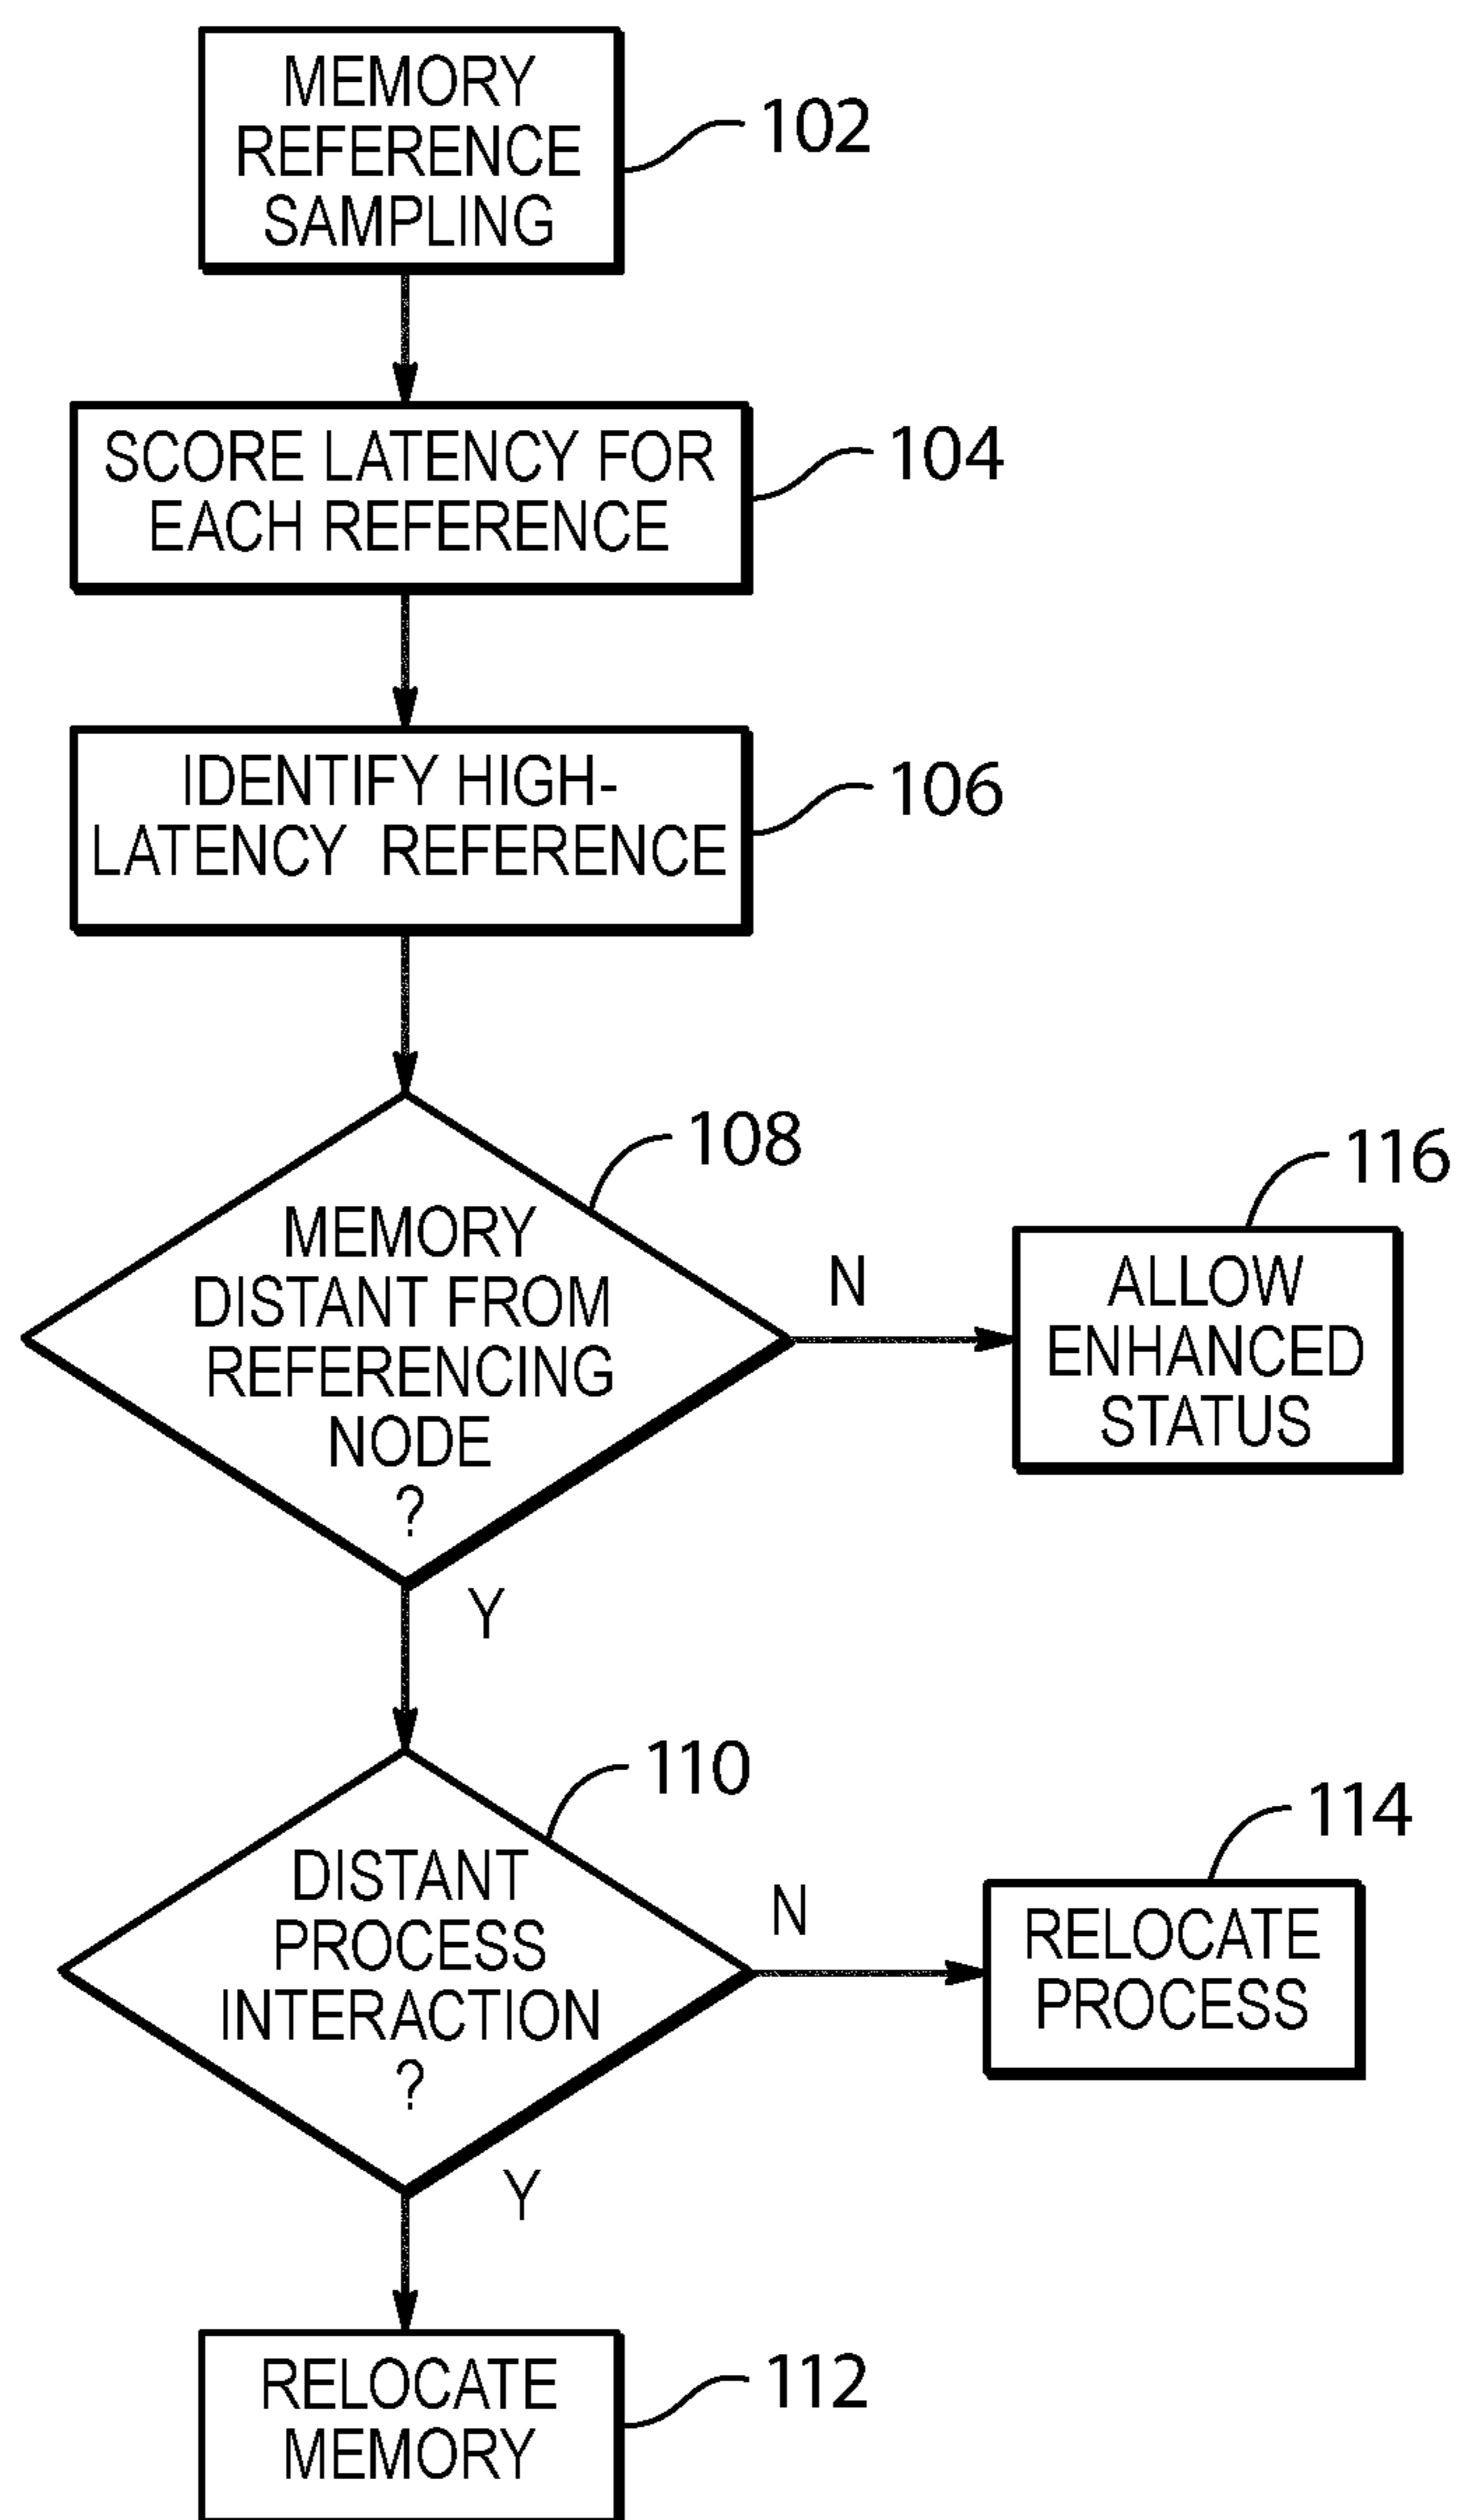 MEMORY
REFERENCE
SAMPLING
102
SCORE LATENCY FOR
EACH REFERENCE
104
IDENTIFY HIGH-
LATENCY REFERENCE
106
108
MEMORY
DISTANT FROM
REFERENCING
NODE
?
N
Y
116
ALLOW
ENHANCED
STATUS
110
DISTANT
PROCESS
INTERACTION
?
N
Y
114
RELOCATE
PROCESS
RELOCATE
MEMORY
112